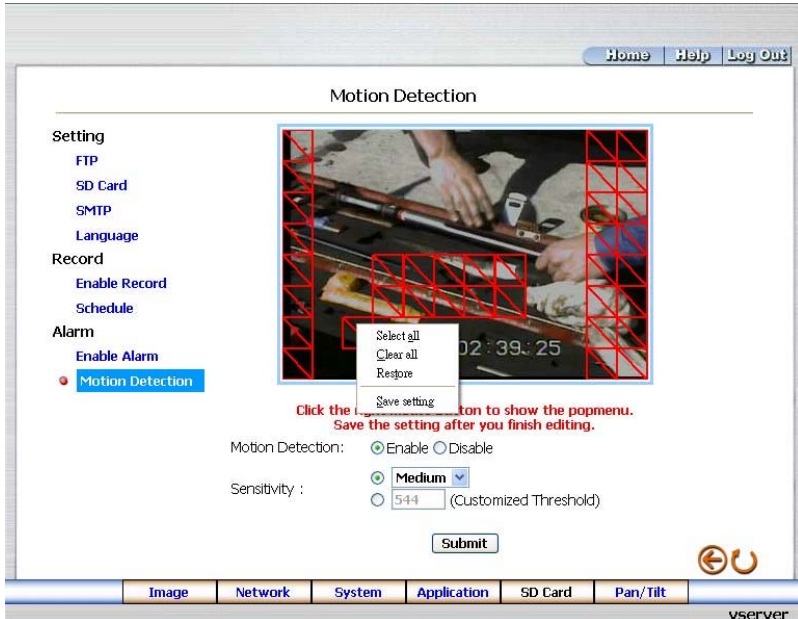 Home Help Log Out
Motion Detection
Setting
FTP
SD Card
SMTP
Language
Record
Enable Record
Schedule
Alarm
Enable Alarm
Motion Detection
02:39:25
Select all
Clear all
Restore
Save setting
Click the button to show the popmenu.
Save the setting after you finish editing.
Motion Detection: Enable Disable
Sensitivity :
Medium
544 (Customized Threshold)
Submit
Image Network System Application SD Card Pan/Tilt
vserver